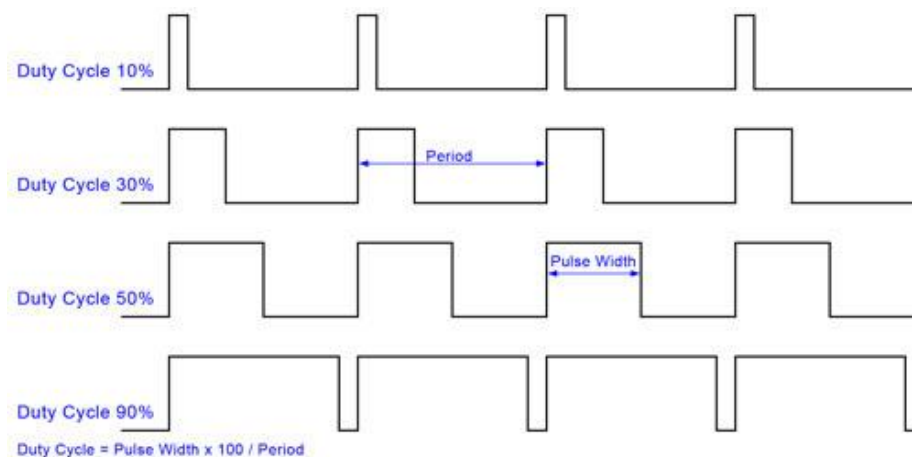 Duty Cycle 10%
Period
Duty Cycle 30%
Pulse Width
Duty Cycle 50%
Duty Cycle 90%
Duty Cycle = Pulse Width x 100 / Period